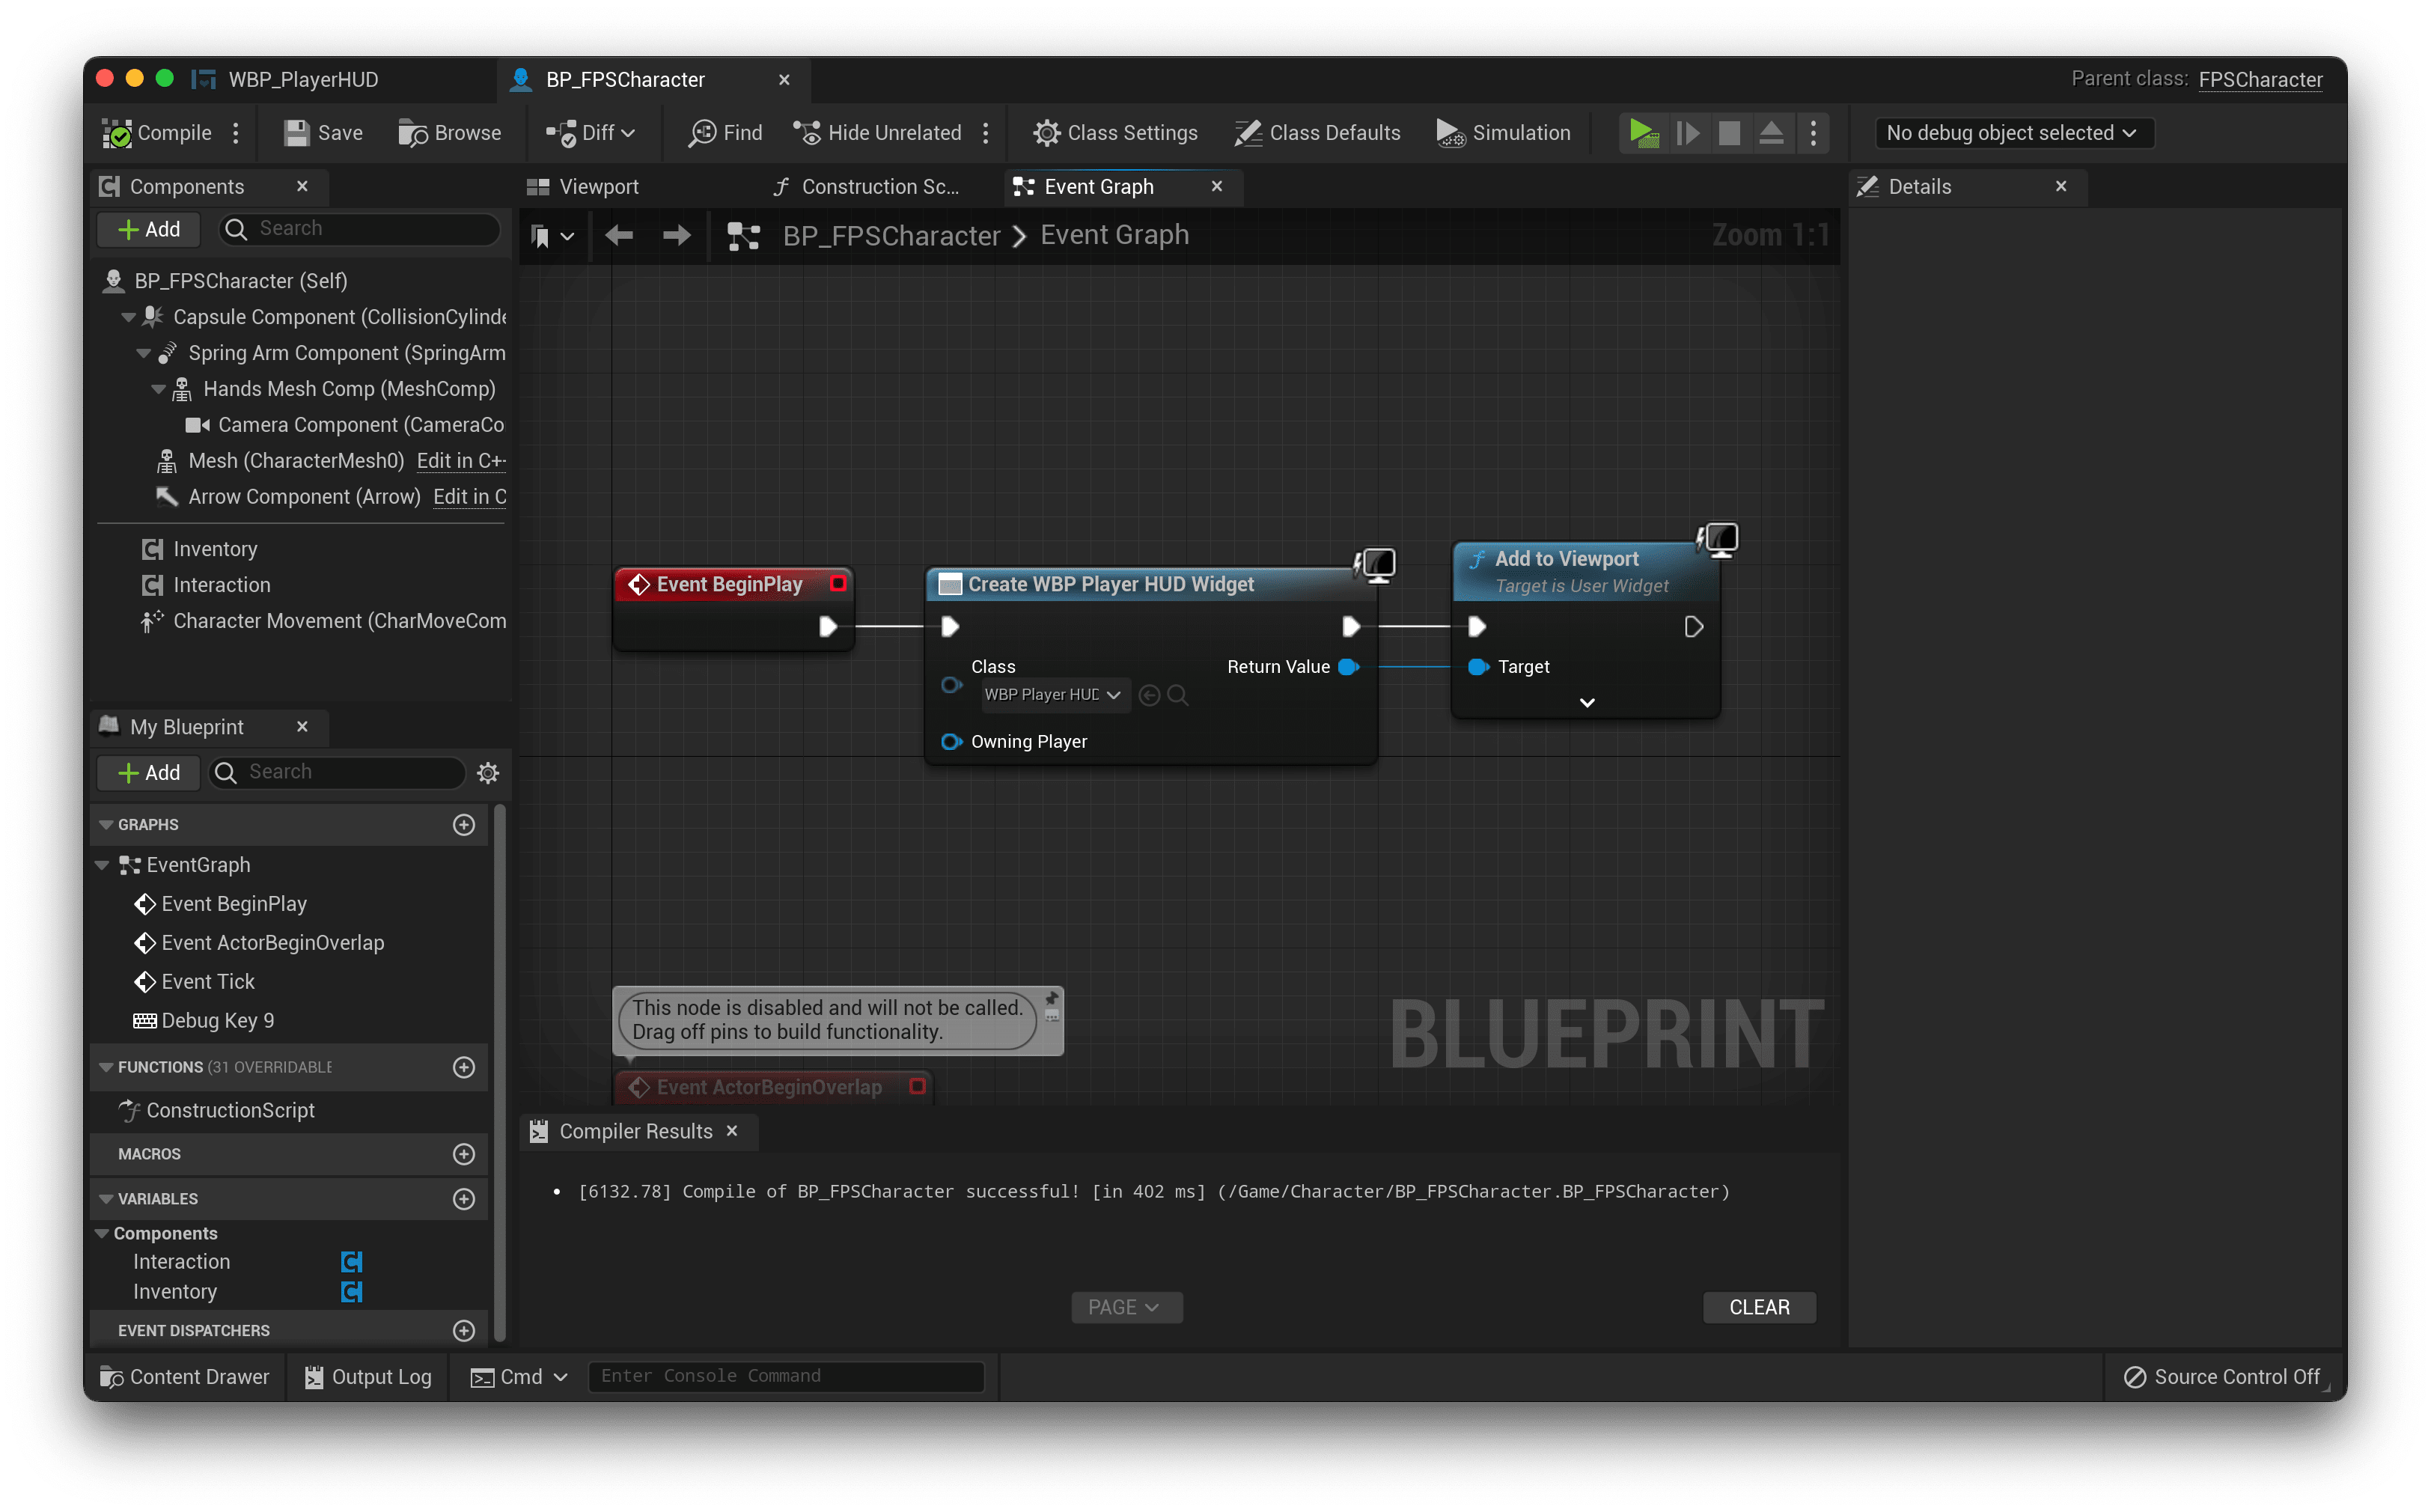 WBP_PlayerHUD
BP_FPSCharacter
Parent class: FPSCharacter
Compile
Save
Browse
Diff
Find
Hide Unrelated
Class Settings
Class Defaults
Simulation
No debug object selected
Components
Viewport
Construction Sc...
Event Graph
Details
Add
Search
BP_FPSCharacter
Event Graph
Zoom 1:1
BP_FPSCharacter (Self)
Capsule Component (CollisionCylinde
Spring Arm Component (SpringArm
Hands Mesh Comp (MeshComp)
Camera Component (CameraCo
Mesh (CharacterMesh0) Edit in C+
Arrow Component (Arrow) Edit in C
Inventory
Interaction
Character Movement (CharMoveCom
Event BeginPlay
Create WBP Player HUD Widget
Class
WBP Player HUD
Return Value
Owning Player
Add to Viewport
Target is User Widget
Target
My Blueprint
Add
Search
GRAPHS
EventGraph
Event BeginPlay
Event ActorBeginOverlap
Event Tick
Debug Key 9
FUNCTIONS (31 OVERRIDABLE
ConstructionScript
MACROS
VARIABLES
Components
Interaction
Inventory
EVENT DISPATCHERS
This node is disabled and will not be called.
Drag off pins to build functionality.
Event ActorBeginOverlap
BLUEPRINT
Compiler Results
• [6132.78] Compile of BP_FPSCharacter successful! [in 402 ms] (/Game/Character/BP_FPSCharacter.BP_FPSCharacter)
PAGE
CLEAR
Content Drawer
Output Log
Cmd
Enter Console Command
Source Control Off